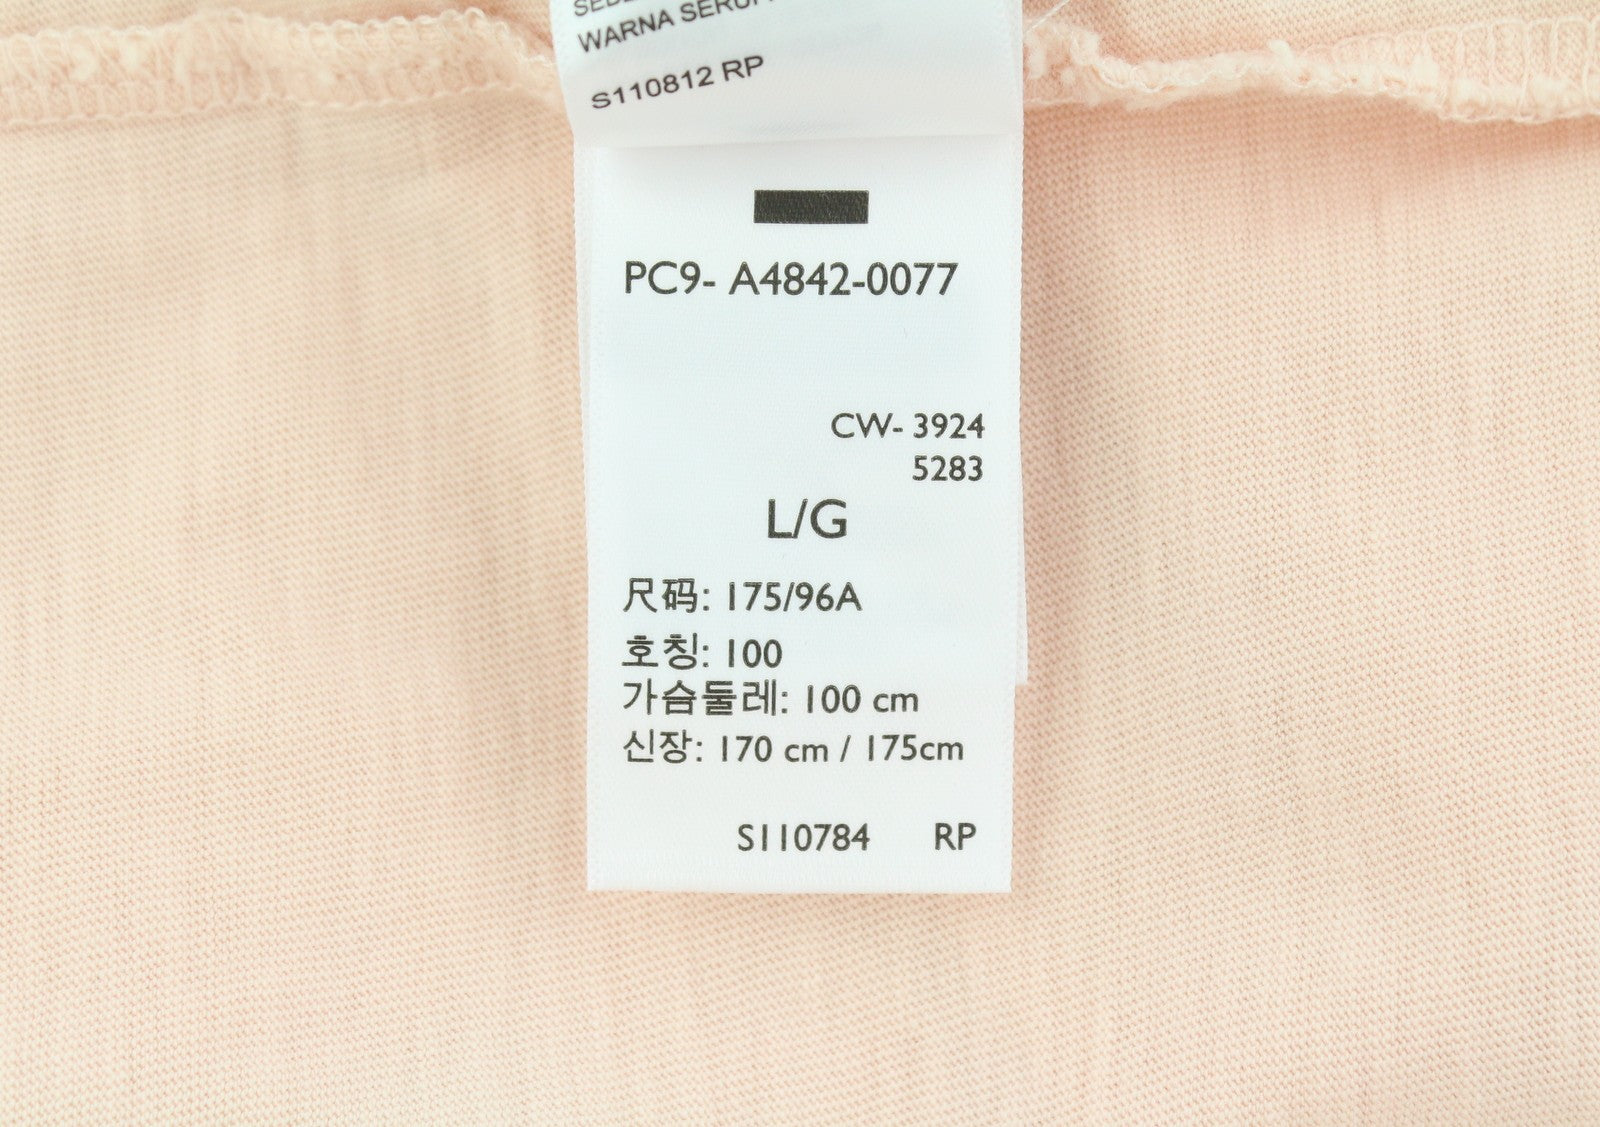 WARNA
S110812 RP
PC9- A4842-0077
CW- 3924
5283
L/G
尺码: 175/96A
호칭: 100
가슴둘레: 100 cm
신장: 170 cm / 175cm
S110784 RP